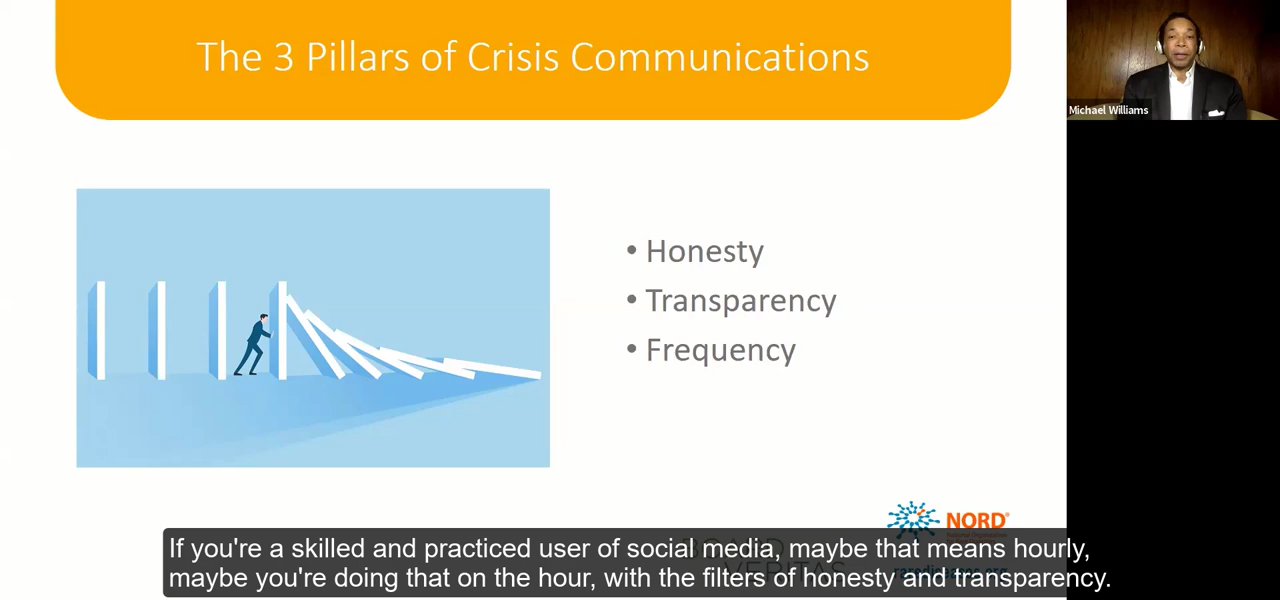 The 3 Pillars of Crisis Communications
Michael Williams
• Honesty
• Transparency
• Frequency
NORD®
If you're a skilled and practiced user of social media, maybe that means hourly,
maybe you're doing that on the hour, with the filters of honesty and transparency.